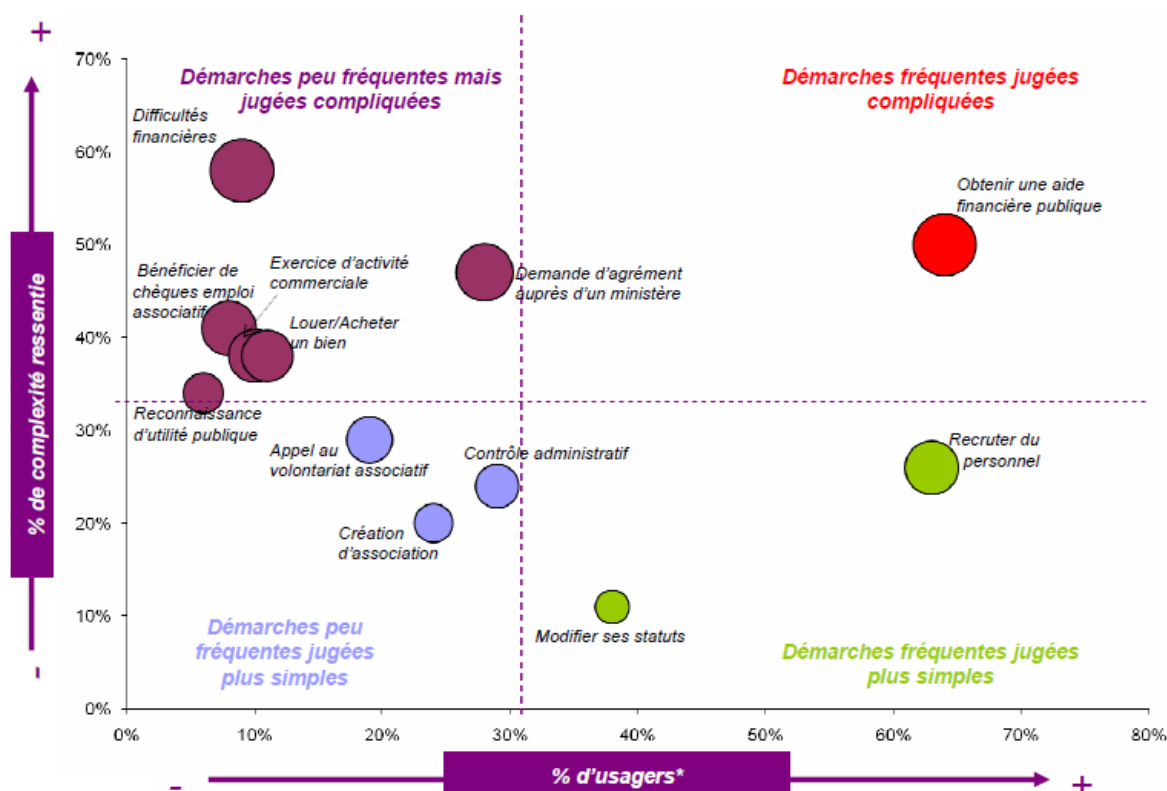 +
70%
60%
50%
40%
30%
20%
10%
0%
-
% de complexité ressentie
Démarches peu fréquentes mais
jugées compliquées
Démarches fréquentes jugées
compliquées
Difficultés
financières
Obtenir une aide
financière publique
Bénéficier de
chèques emploi
associatif
Exercice d'activité
commerciale
Demande d'agrément
auprès d'un ministère
Louer/Acheter
un bien
Reconnaissance
d'utilité publique
Appel au
volontariat associatif
Contrôle administratif
Recruter du
personnel
Création
d'association
Modifier ses statuts
Démarches peu
fréquentes jugées
plus simples
Démarches fréquentes jugées
plus simples
0%
10%
20%
30%
40%
50%
60%
70%
80%
-
% d'usagers*
+